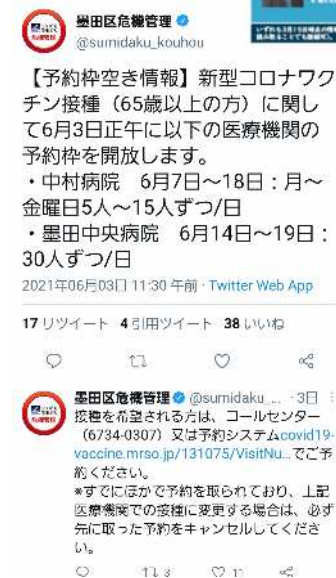 墨田区危機管理
@sumidaku_kouhou
【予約枠空き情報】新型コロナワク
チン接種（65歳以上の方）に関し
て6月3日正午に以下の医療機関の
予約枠を開放します。
・中村病院　6月7日～18日：月～
金曜日5人～15人ずつ/日
・墨田中央病院　6月14日～19日：
30人ずつ/日
2021年06月03日 11:30 午前 · Twitter Web App
17 リツイート 4 引用ツイート 38 いいね
墨田区危機管理 @sumidaku_... · 3日
接種を希望される方は、コールセンター
（6734-0307）又は予約システムcovid19-
vaccine.mrso.jp/131075/VisitNu...でご予
約ください。
*すでにほかで予約を取られており、上記
医療機関での接種に変更する場合は、必ず
先に取った予約をキャンセルしてくださ
い。
3 11